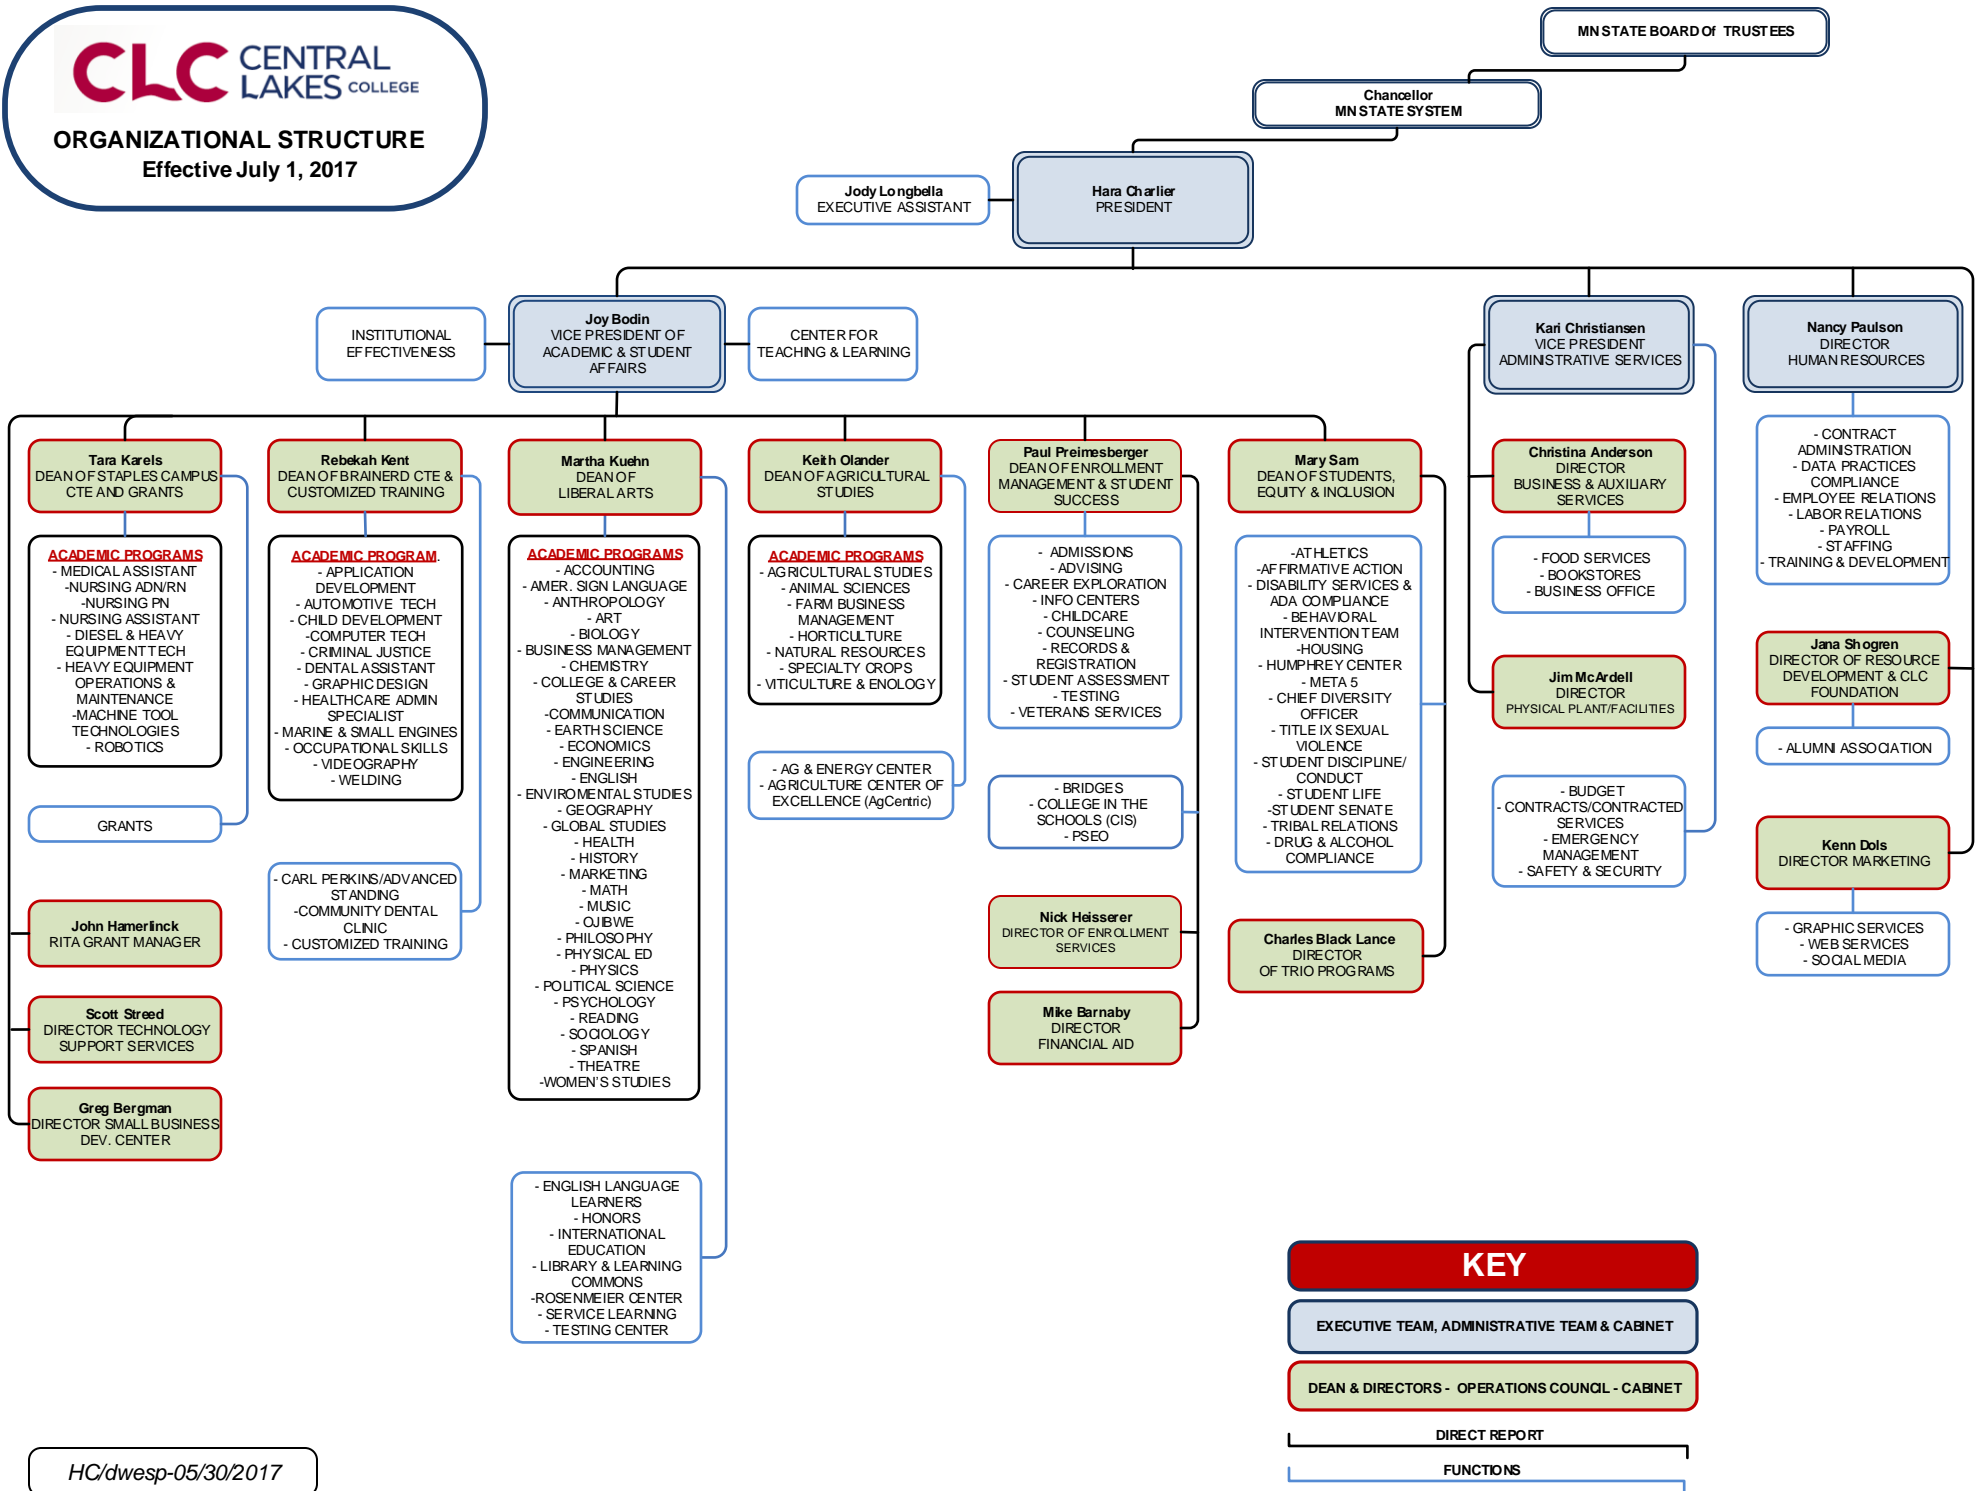 CLC CENTRAL
LAKES COLLEGE
ORGANIZATIONAL STRUCTURE
Effective July 1, 2017
MN STATE BOARD Of TRUSTEES
Chancellor
MN STATE SYSTEM
Jody Longbella
EXECUTIVE ASSISTANT
Hara Charlier
PRESIDENT
INSTITUTIONAL
EFFECTIVENESS
Joy Bodin
VICE PRESIDENT OF
ACADEMIC & STUDENT
AFFAIRS
CENTER FOR
TEACHING & LEARNING
Kari Christiansen
VICE PRESIDENT
ADMINISTRATIVE SERVICES
Nancy Paulson
DIRECTOR
HUMAN RESOURCES
Tara Karels
DEAN OF STAPLES CAMPUS
CTE AND GRANTS
ACADEMIC PROGRAMS
- MEDICAL ASSISTANT
-NURSING ADN/RN
-NURSING PN
- NURSING ASSISTANT
- DIESEL & HEAVY
EQUIPMENT TECH
- HEAVY EQUIPMENT
OPERATIONS &
MAINTENANCE
-MACHINE TOOL
TECHNOLOGIES
- ROBOTICS
GRANTS
John Hamerlinck
RITA GRANT MANAGER
Scott Streed
DIRECTOR TECHNOLOGY
SUPPORT SERVICES
Greg Bergman
DIRECTOR SMALL BUSINESS
DEV. CENTER
Rebekah Kent
DEAN OF BRAINERD CTE &
CUSTOMIZED TRAINING
ACADEMIC PROGRAM.
- APPLICATION
DEVELOPMENT
- AUTOMOTIVE TECH
- CHILD DEVELOPMENT
-COMPUTER TECH
- CRIMINAL JUSTICE
- DENTAL ASSISTANT
- GRAPHIC DESIGN
- HEALTHCARE ADMIN
SPECIALIST
- MARINE & SMALL ENGINES
- OCCUPATIONAL SKILLS
- VIDEOGRAPHY
- WELDING
- CARL PERKINS/ADVANCED
STANDING
-COMMUNITY DENTAL
CLINIC
- CUSTOMIZED TRAINING
Martha Kuehn
DEAN OF
LIBERAL ARTS
ACADEMIC PROGRAMS
- ACCOUNTING
- AMER. SIGN LANGUAGE
- ANTHROPOLOGY
- ART
- BIOLOGY
- BUSINESS MANAGEMENT
- CHEMISTRY
- COLLEGE & CAREER
STUDIES
-COMMUNICATION
- EARTH SCIENCE
- ECONOMICS
- ENGINEERING
- ENGLISH
- ENVIROMENTAL STUDIES
- GEOGRAPHY
- GLOBAL STUDIES
- HEALTH
- HISTORY
- MARKETING
- MATH
- MUSIC
- OJIBWE
- PHILOSOPHY
- PHYSICAL ED
- PHYSICS
- POLITICAL SCIENCE
- PSYCHOLOGY
- READING
- SOCIOLOGY
- SPANISH
- THEATRE
-WOMEN'S STUDIES
- ENGLISH LANGUAGE
LEARNERS
- HONORS
- INTERNATIONAL
EDUCATION
- LIBRARY & LEARNING
COMMONS
-ROSENMEIER CENTER
- SERVICE LEARNING
- TESTING CENTER
Keith Olander
DEAN OF AGRICULTURAL
STUDIES
ACADEMIC PROGRAMS
- AGRICULTURAL STUDIES
- ANIMAL SCIENCES
- FARM BUSINESS
MANAGEMENT
- HORTICULTURE
- NATURAL RESOURCES
- SPECIALTY CROPS
- VITICULTURE & ENOLOGY
- AG & ENERGY CENTER
- AGRICULTURE CENTER OF
EXCELLENCE (AgCentric)
Paul Preimesberger
DEAN OF ENROLLMENT
MANAGEMENT & STUDENT
SUCCESS
- ADMISSIONS
- ADVISING
- CAREER EXPLORATION
- INFO CENTERS
- CHILDCARE
- COUNSELING
- RECORDS &
REGISTRATION
- STUDENT ASSESSMENT
- TESTING
- VETERANS SERVICES
- BRIDGES
- COLLEGE IN THE
SCHOOLS (CIS)
- PSEO
Nick Heisserer
DIRECTOR OF ENROLLMENT
SERVICES
Mike Barnaby
DIRECTOR
FINANCIAL AID
Mary Sam
DEAN OF STUDENTS,
EQUITY & INCLUSION
-ATHLETICS
-AFFIRMATIVE ACTION
- DISABILITY SERVICES &
ADA COMPLIANCE
- BEHAVIORAL
INTERVENTION TEAM
-HOUSING
- HUMPHREY CENTER
- META 5
- CHIEF DIVERSITY
OFFICER
- TITLE IX SEXUAL
VIOLENCE
- STUDENT DISCIPLINE/
CONDUCT
- STUDENT LIFE
-STUDENT SENATE
- TRIBAL RELATIONS
- DRUG & ALCOHOL
COMPLIANCE
Charles Black Lance
DIRECTOR
OF TRIO PROGRAMS
Christina Anderson
DIRECTOR
BUSINESS & AUXILIARY
SERVICES
- FOOD SERVICES
- BOOKSTORES
- BUSINESS OFFICE
Jim McArdell
DIRECTOR
PHYSICAL PLANT/FACILITIES
- BUDGET
- CONTRACTS/CONTRACTED
SERVICES
- EMERGENCY
MANAGEMENT
- SAFETY & SECURITY
- CONTRACT
ADMINISTRATION
- DATA PRACTICES
COMPLIANCE
- EMPLOYEE RELATIONS
- LABOR RELATIONS
- PAYROLL
- STAFFING
- TRAINING & DEVELOPMENT
Jana Shogren
DIRECTOR OF RESOURCE
DEVELOPMENT & CLC
FOUNDATION
- ALUMNI ASSOCIATION
Kenn Dols
DIRECTOR MARKETING
- GRAPHIC SERVICES
- WEB SERVICES
- SOCIAL MEDIA
KEY
EXECUTIVE TEAM, ADMINISTRATIVE TEAM & CABINET
DEAN & DIRECTORS - OPERATIONS COUNCIL - CABINET
DIRECT REPORT
FUNCTIONS
HC/dwesp-05/30/2017